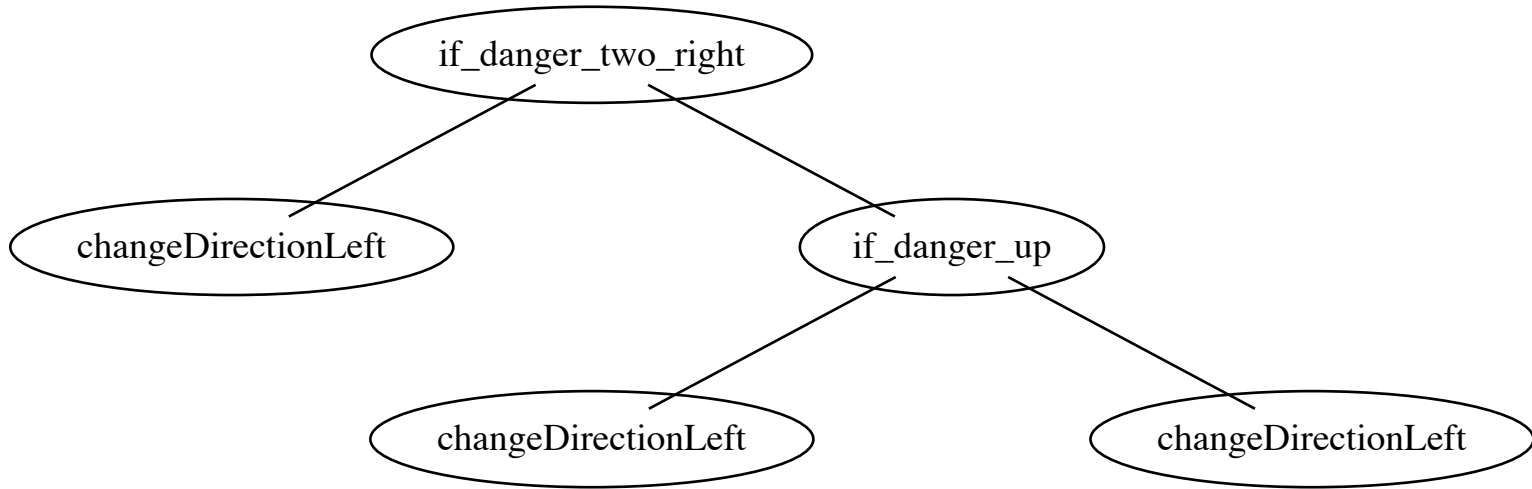 if_danger_two_right
changeDirectionLeft
if_danger_up
changeDirectionLeft
changeDirectionLeft